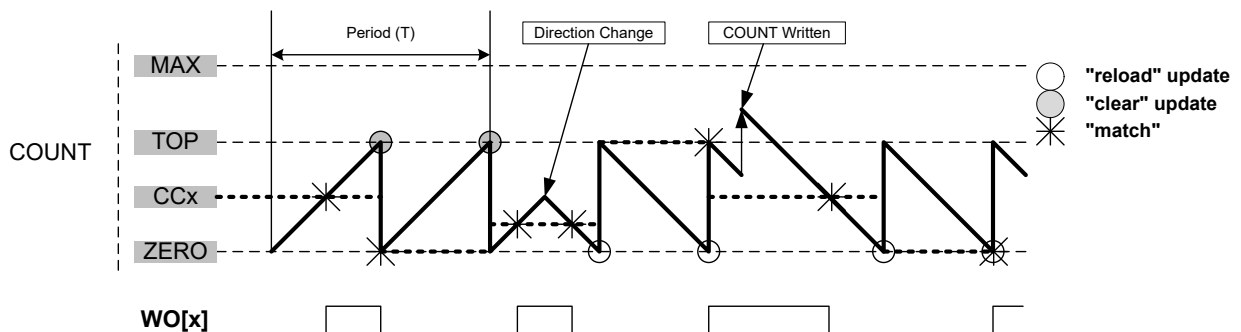 Period (T)
Direction Change
COUNT Written
MAX
"reload" update
"clear" update
TOP
"match"
COUNT
CCx
ZERO
WO[x]